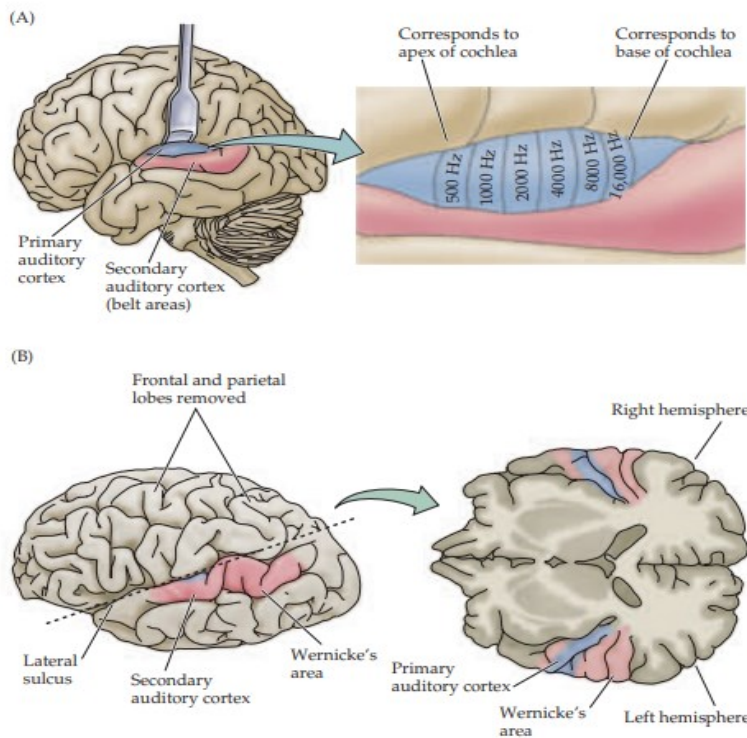 (A)
Corresponds to
apex of cochlea
Corresponds to
base of cochlea
500 Hz
1000 Hz
2000 Hz
4000 Hz
8000 Hz
16,000 Hz
Primary
auditory
cortex
Secondary
auditory cortex
(belt areas)
(B)
Frontal and parietal
lobes removed
Right hemisphere
Lateral
sulcus
Secondary
auditory cortex
Wernicke's
area
Primary
auditory cortex
Wernicke's
area
Left hemisphere